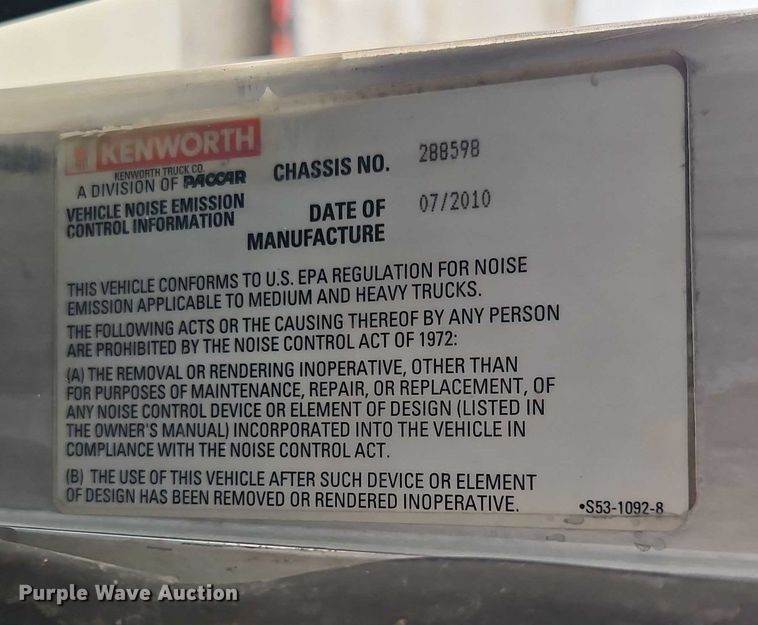 KENWORTH
KENWORTH TRUCK CO.
A DIVISION OF PACCAR
VEHICLE NOISE EMISSION
CONTROL INFORMATION
CHASSIS NO. 288598
DATE OF
MANUFACTURE
07/2010
THIS VEHICLE CONFORMS TO U.S. EPA REGULATION FOR NOISE
EMISSION APPLICABLE TO MEDIUM AND HEAVY TRUCKS.
THE FOLLOWING ACTS OR THE CAUSING THEREOF BY ANY PERSON
ARE PROHIBITED BY THE NOISE CONTROL ACT OF 1972:
(A) THE REMOVAL OR RENDERING INOPERATIVE, OTHER THAN
FOR PURPOSES OF MAINTENANCE, REPAIR, OR REPLACEMENT, OF
ANY NOISE CONTROL DEVICE OR ELEMENT OF DESIGN (LISTED IN
THE OWNER'S MANUAL) INCORPORATED INTO THE VEHICLE IN
COMPLIANCE WITH THE NOISE CONTROL ACT.
(B) THE USE OF THIS VEHICLE AFTER SUCH DEVICE OR ELEMENT
OF DESIGN HAS BEEN REMOVED OR RENDERED INOPERATIVE.
•S53-1092-8
Purple Wave Auction